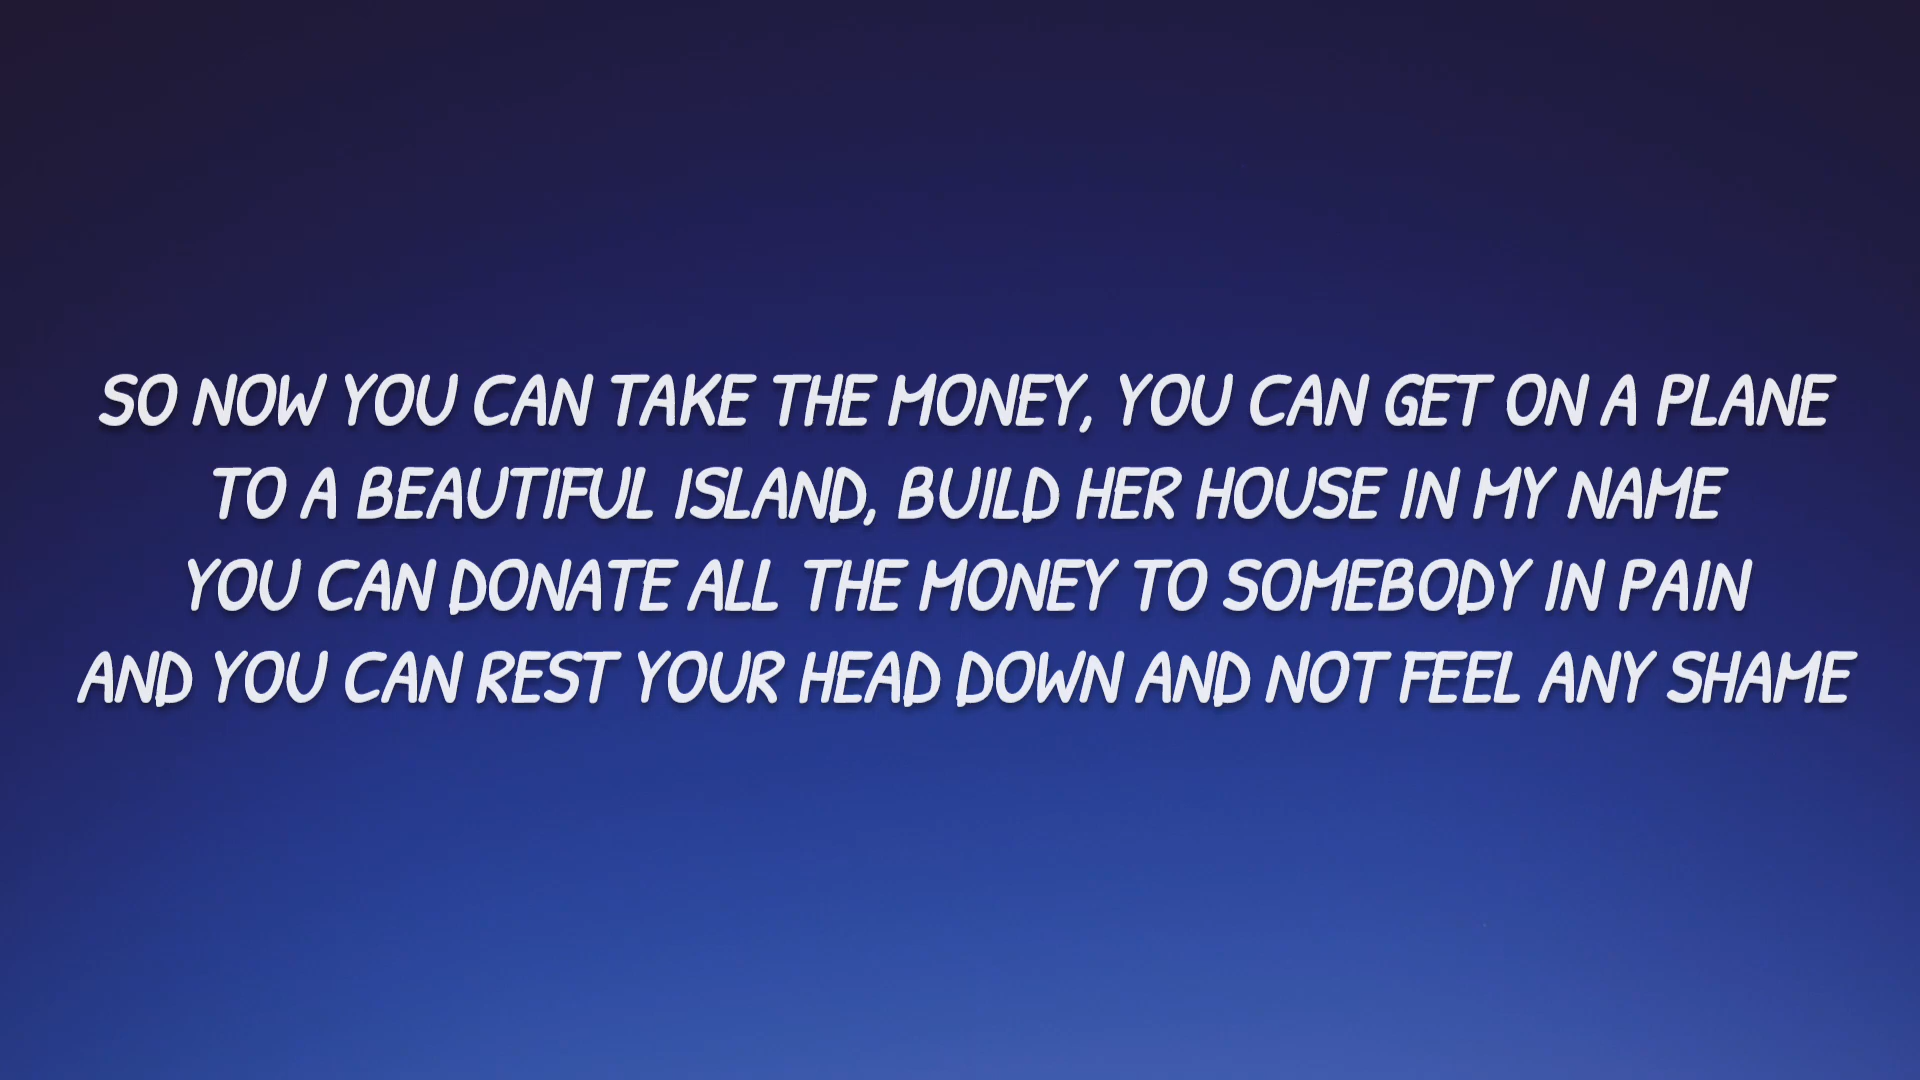 SO NOW YOU CAN TAKE THE MONEY, YOU CAN GET ON A PLANE
TO A BEAUTIFUL ISLAND, BUILD HER HOUSE IN MY NAME
YOU CAN DONATE ALL THE MONEY TO SOMEBODY IN PAIN
AND YOU CAN REST YOUR HEAD DOWN AND NOT FEEL ANY SHAME